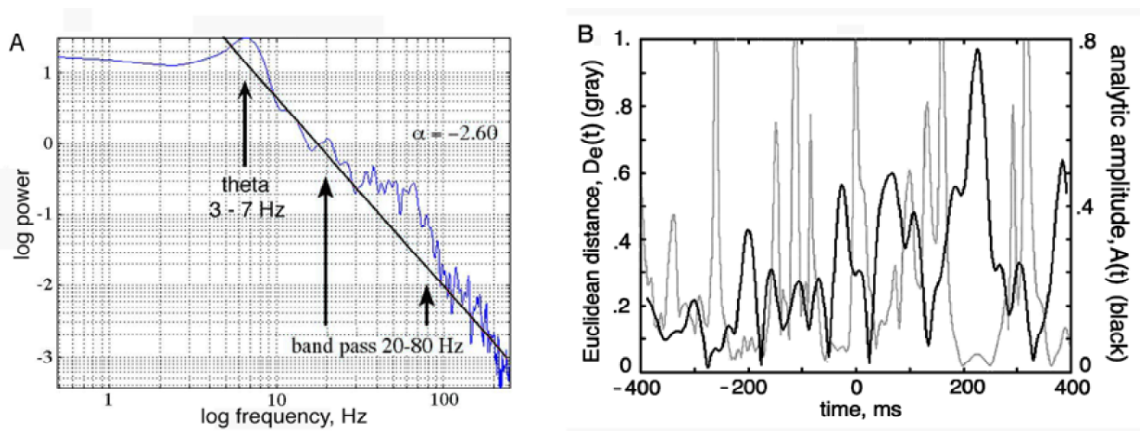 A
log power
1
0
-1
-2
-3
α = -2.60
theta
3 - 7 Hz
band pass 20-80 Hz
1
10
100
log frequency, Hz
B
Euclidean distance, De(t) (gray)
1.
.8
.6
.4
.2
0
.8
.4
0
analytic amplitude, A(t) (black)
-400
-200
0
200
400
time, ms